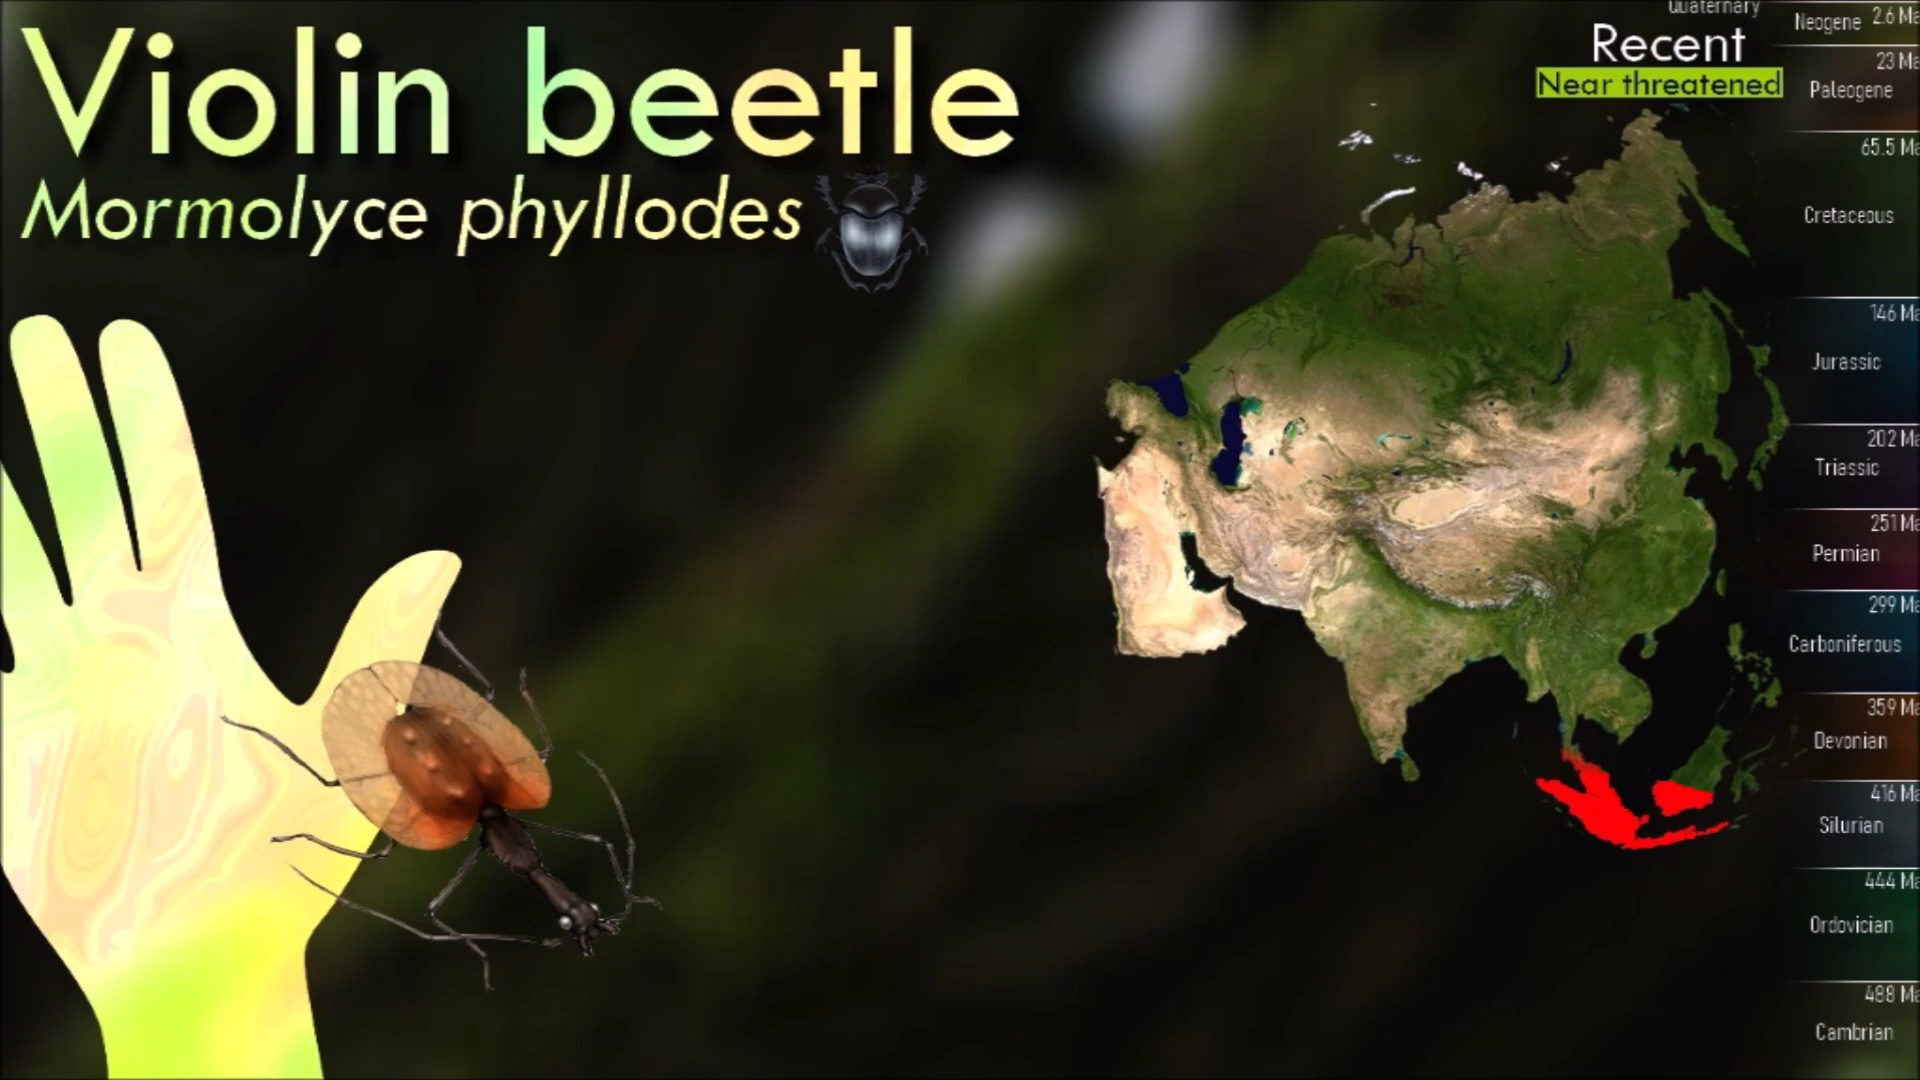 Violin beetle
Mormolyce phyllodes
Recent
Near threatened
Quaternary
2.6 Ma
Neogene
23 Ma
Paleogene
65.5 Ma
Cretaceous
146 Ma
Jurassic
202 Ma
Triassic
251 Ma
Permian
299 Ma
Carboniferous
359 Ma
Devonian
416 Ma
Silurian
444 Ma
Ordovician
488 Ma
Cambrian